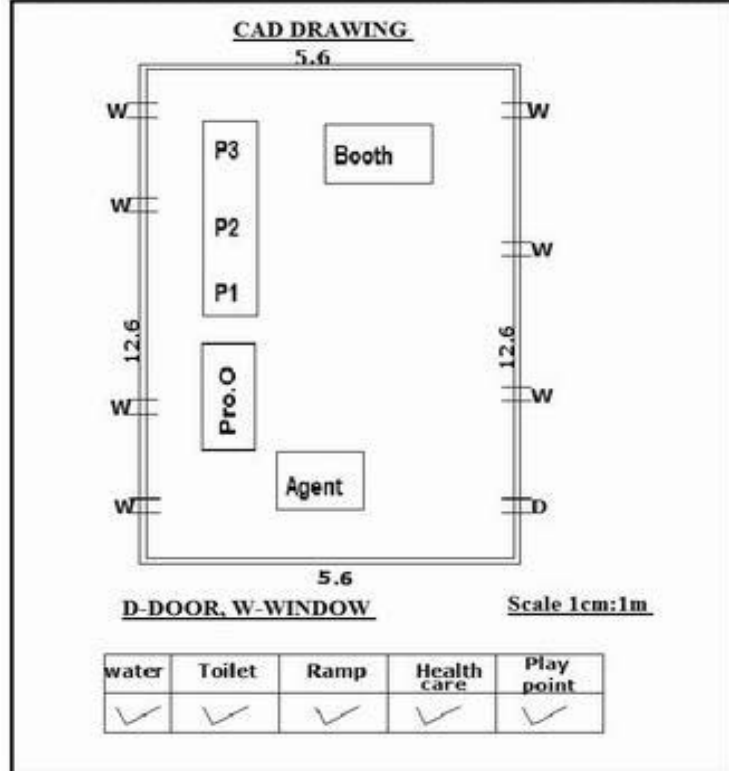 CAD DRAWING
5.6
W
W
P3
Booth
W
P2
W
P1
12.6
12.6
Pro.O
W
W
Agent
W
D
5.6
D-DOOR, W-WINDOW
Scale 1cm:1m
water Toilet Ramp Health care Play point